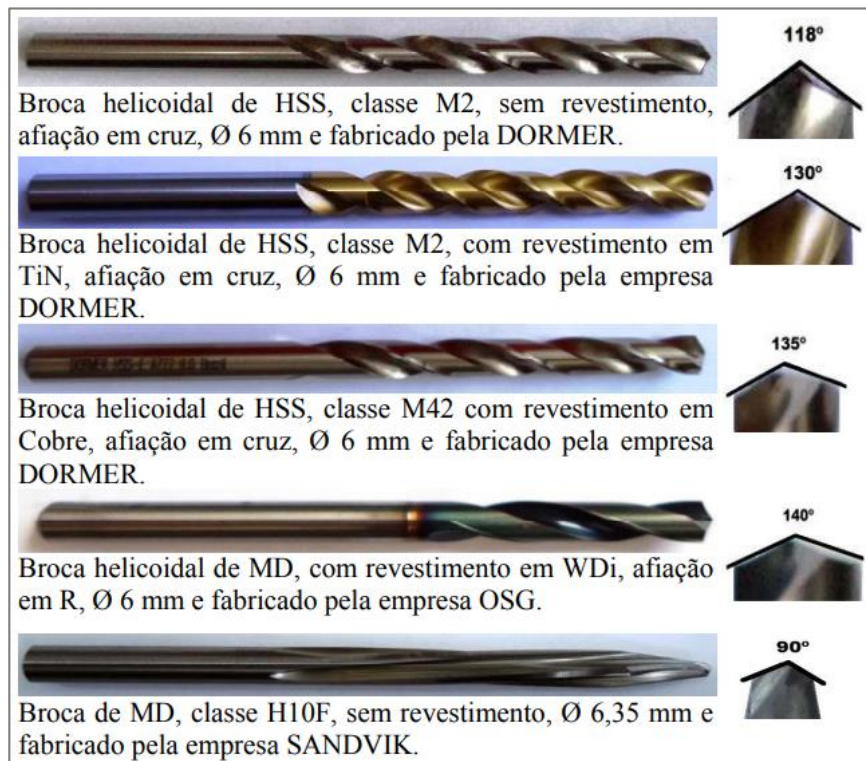 118º
Broca helicoidal de HSS, classe M2, sem revestimento,
afiação em cruz, Ø 6 mm e fabricado pela DORMER.
130º
Broca helicoidal de HSS, classe M2, com revestimento em
TiN, afiação em cruz, Ø 6 mm e fabricado pela empresa
DORMER.
135º
Broca helicoidal de HSS, classe M42 com revestimento em
Cobre, afiação em cruz, Ø 6 mm e fabricado pela empresa
DORMER.
140º
Broca helicoidal de MD, com revestimento em WDi, afiação
em R, Ø 6 mm e fabricado pela empresa OSG.
90º
Broca de MD, classe H10F, sem revestimento, Ø 6,35 mm e
fabricado pela empresa SANDVIK.